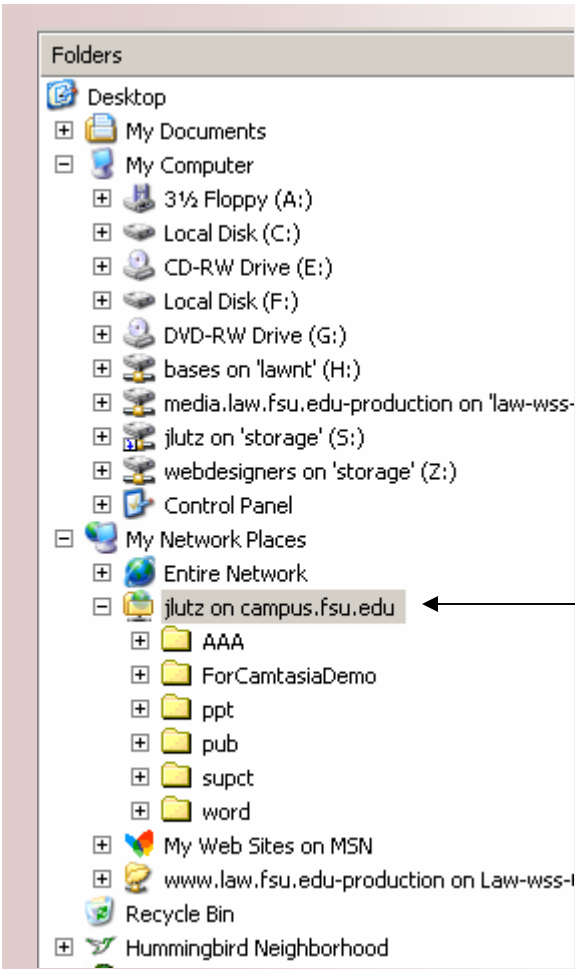 Folders
Desktop
My Documents
My Computer
3½ Floppy (A:)
Local Disk (C:)
CD-RW Drive (E:)
Local Disk (F:)
DVD-RW Drive (G:)
bases on 'lawnt' (H:)
media.law.fsu.edu-production on 'law-wss-
jlutz on 'storage' (S:)
webdesigners on 'storage' (Z:)
Control Panel
My Network Places
Entire Network
jlutz on campus.fsu.edu
AAA
ForCamtasiaDemo
ppt
pub
supct
word
My Web Sites on MSN
www.law.fsu.edu-production on Law-wss-
Recycle Bin
Hummingbird Neighborhood